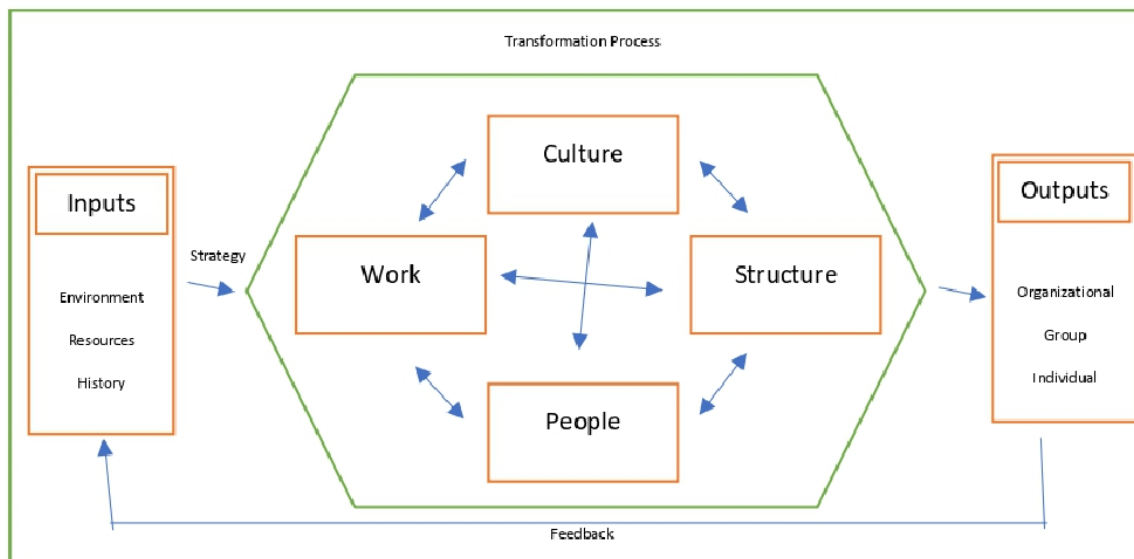 Transformation Process
Inputs
Environment
Resources
History
Strategy
Culture
Work
Structure
People
Outputs
Organizational
Group
Individual
Feedback